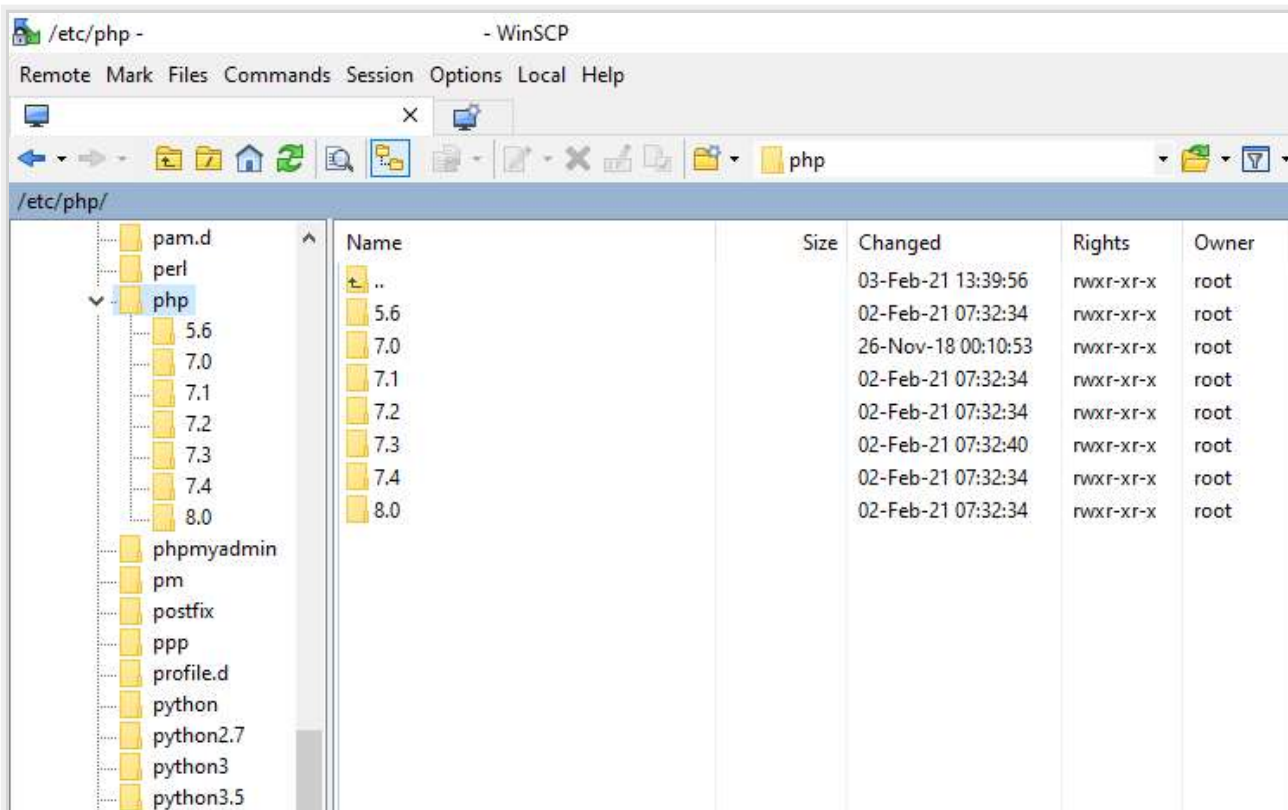 /etc/php - - WinSCP
Remote Mark Files Commands Session Options Local Help
php
/etc/php/
pam.d
perl
php
5.6
7.0
7.1
7.2
7.3
7.4
8.0
phpmyadmin
pm
postfix
ppp
profile.d
python
python2.7
python3
python3.5
Name Size Changed Rights Owner
.. 03-Feb-21 13:39:56 rwxr-xr-x root
5.6 02-Feb-21 07:32:34 rwxr-xr-x root
7.0 26-Nov-18 00:10:53 rwxr-xr-x root
7.1 02-Feb-21 07:32:34 rwxr-xr-x root
7.2 02-Feb-21 07:32:34 rwxr-xr-x root
7.3 02-Feb-21 07:32:40 rwxr-xr-x root
7.4 02-Feb-21 07:32:34 rwxr-xr-x root
8.0 02-Feb-21 07:32:34 rwxr-xr-x root